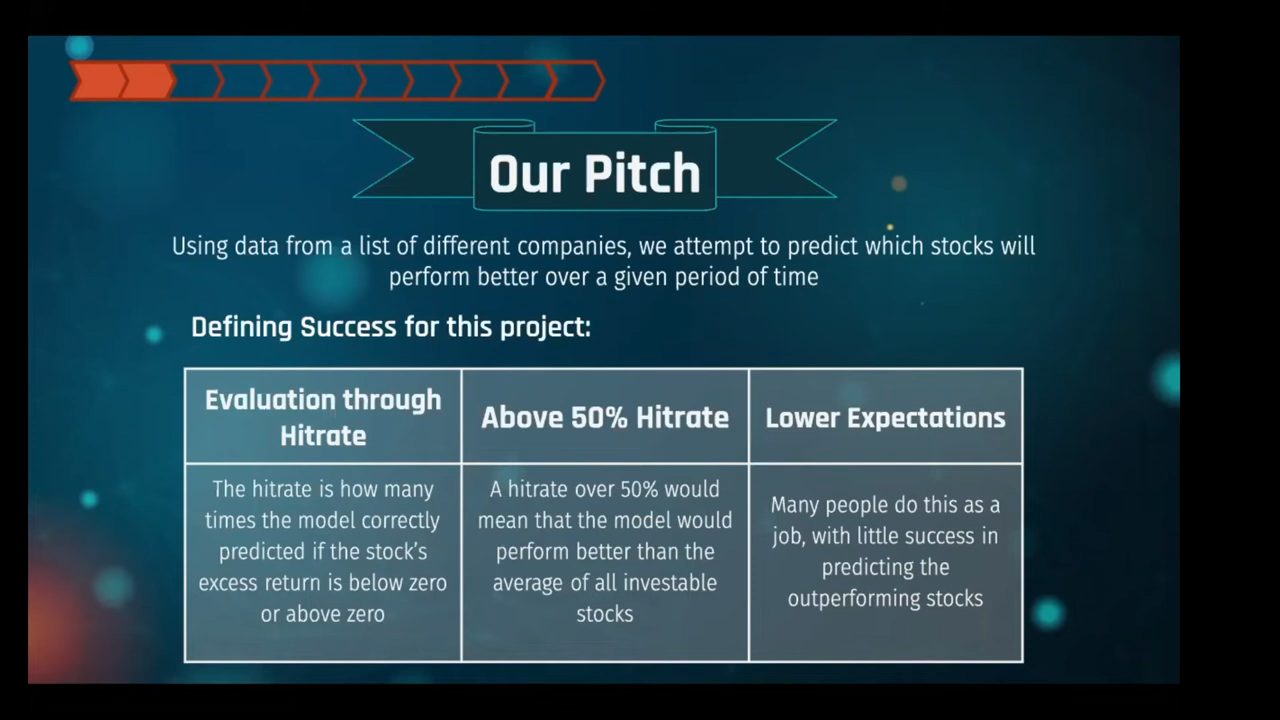 Our Pitch
Using data from a list of different companies, we attempt to predict which stocks will
perform better over a given period of time
Defining Success for this project:
Evaluation through
Hitrate
The hitrate is how many
times the model correctly
predicted if the stock's
excess return is below zero
or above zero
Above 50% Hitrate
A hitrate over 50% would
mean that the model would
perform better than the
average of all investable
stocks
Lower Expectations
Many people do this as a
job, with little success in
predicting the
outperforming stocks